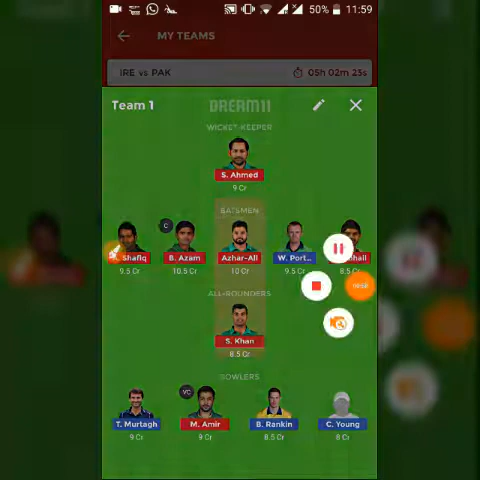 50% 11:59
MY TEAMS
IRE vs PAK 05h 02m 23s
Team 1 DREAM11
WICKET-KEEPER
S. Ahmed
9 Cr
BATSMEN
C
Shafiq B. Azam Azhar-Ali W. Port...
9.5 Cr 10.5 Cr 10 Cr 9.5 Cr 8.5 Cr
ALL-ROUNDERS
S. Khan
8.5 Cr
BOWLERS
VC
T. Murtagh M. Amir B. Rankin C. Young
9 Cr 9 Cr 8.5 Cr 8 Cr